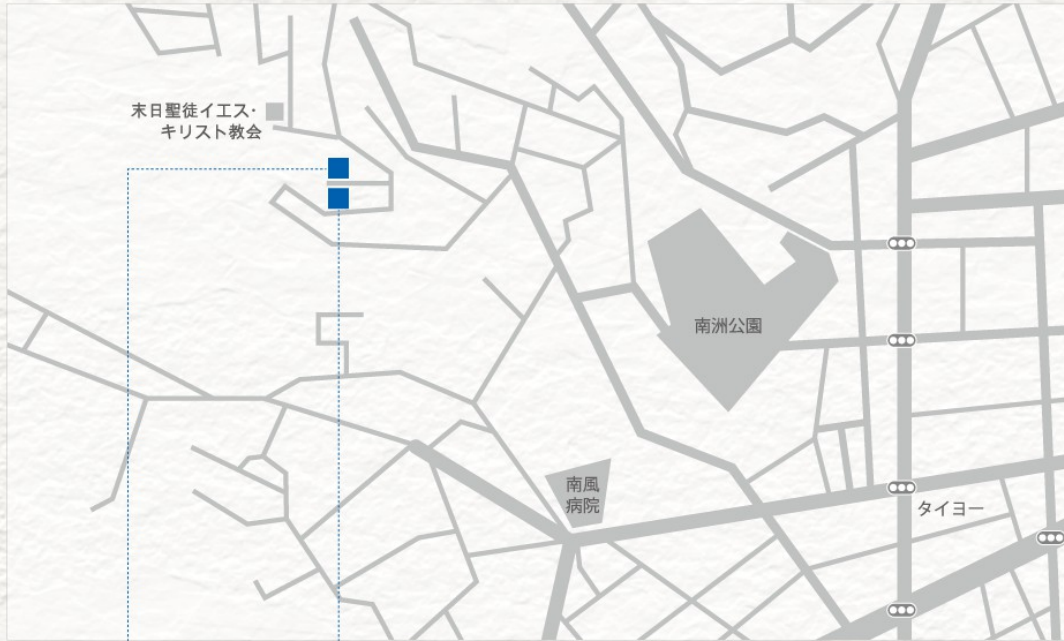 末日聖徒イエス・
キリスト教会
南洲公園
南風
病院
タイヨー